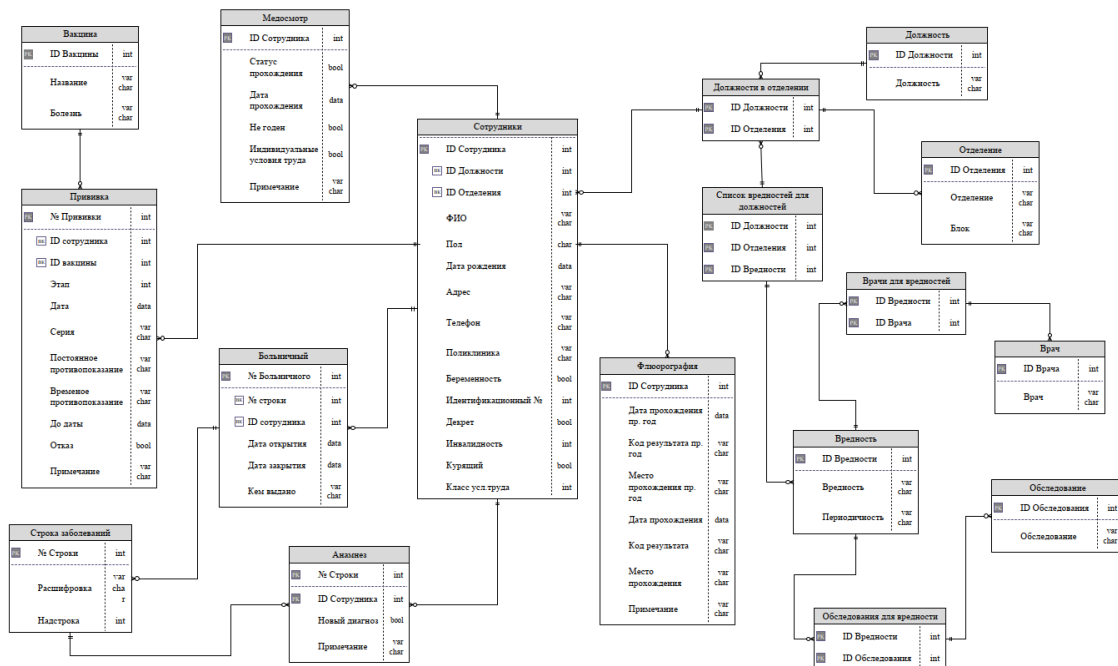 Вакцина
PK ID Вакцины int
Название var
char
Болезнь var
char
Медосмотр
PK ID Сотрудника int
Статус
прохождения bool
Дата
прохождения data
Не годен bool
Индивидуальные
условия труда bool
Примечание var
char
Должность
PK ID Должности int
Должность var
char
Должности в отделении
PK ID Должности int
PK ID Отделения int
Отделение
PK ID Отделения int
Отделение var
char
Блок var
char
Сотрудники
PK ID Сотрудника int
ID Должности int
ID Отделения int
ФИО var
char
Пол char
Дата рождения data
Адрес var
char
Телефон var
char
Поликлиника var
char
Беременность bool
Идентификационный № int
Декрет bool
Инвалидность int
Курящий bool
Класс усл.труда int
Прививка
PK № Прививки int
ID сотрудника int
ID вакцины int
Этап int
Дата data
Серия var
char
Постоянное
противопоказание var
char
Временое
противопоказание var
char
До даты data
Отказ bool
Примечание var
char
Список вредностей для
должностей
PK ID Должности int
PK ID Отделения int
PK ID Вредности int
Врачи для вредностей
PK ID Вредности int
PK ID Врача int
Врач
PK ID Врача int
Врач var
char
Больничный
PK № Больничного int
№ строки int
ID сотрудника int
Дата открытия data
Дата закрытия data
Кем выдано var
char
Флюорография
PK ID Сотрудника int
Дата прохождения
пр. год data
Код результата пр.
год var
char
Место
прохождения пр.
год var
char
Дата прохождения data
Код результата var
char
Место
прохождения var
char
Примечание var
char
Вредность
PK ID Вредности int
Вредность var
char
Периодичность var
char
Обследование
PK ID Обследования int
Обследование var
char
Строка заболеваний
PK № Строки int
Расшифровка var
cha
r
Надстрока int
Анамнез
PK № Строки int
PK ID Сотрудника int
Новый диагноз bool
Примечание var
char
Обследования для вредности
PK ID Вредности int
PK ID Обследования int